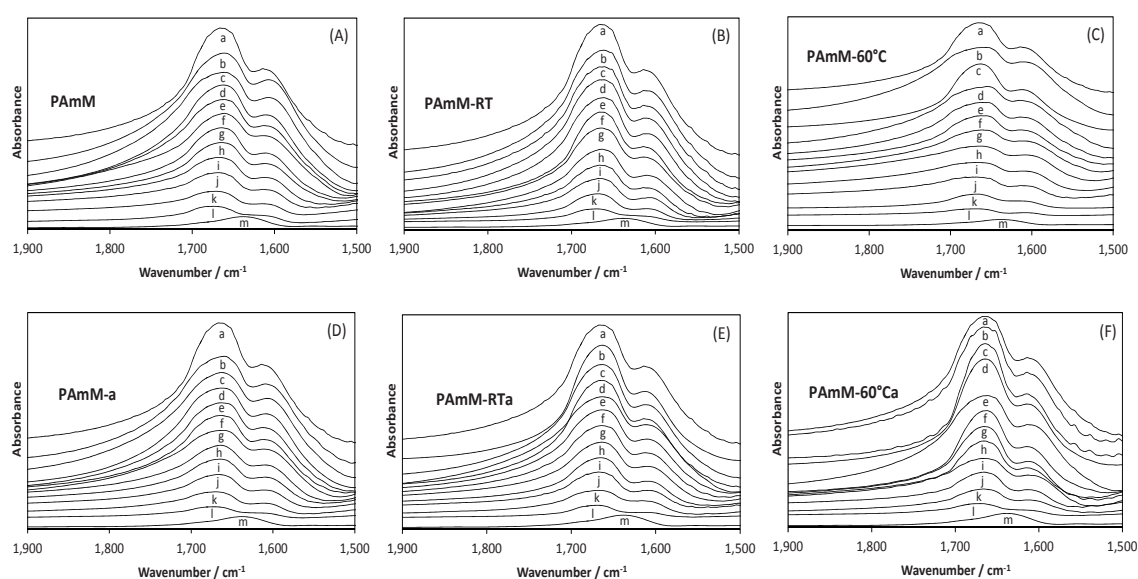 (A)
PAmM
a
b
c
d
e
f
g
h
i
j
k
l
m
Absorbance
1,900 1,800 1,700 1,600 1,500
Wavenumber / cm⁻¹
(B)
PAmM-RT
a
b
c
d
e
f
g
h
i
j
k
l
m
Absorbance
1,900 1,800 1,700 1,600 1,500
Wavenumber / cm⁻¹
(C)
PAmM-60°C
a
b
c
d
e
f
g
h
i
j
k
l
m
Absorbance
1,900 1,800 1,700 1,600 1,500
Wavenumber / cm⁻¹
(D)
PAmM-a
a
b
c
d
e
f
g
h
i
j
k
l
m
Absorbance
1,900 1,800 1,700 1,600 1,500
Wavenumber / cm⁻¹
(E)
PAmM-RTa
a
b
c
d
e
f
g
h
i
j
k
l
m
Absorbance
1,900 1,800 1,700 1,600 1,500
Wavenumber / cm⁻¹
(F)
PAmM-60°Ca
a
b
c
d
e
f
g
h
i
j
k
l
m
Absorbance
1,900 1,800 1,700 1,600 1,500
Wavenumber / cm⁻¹